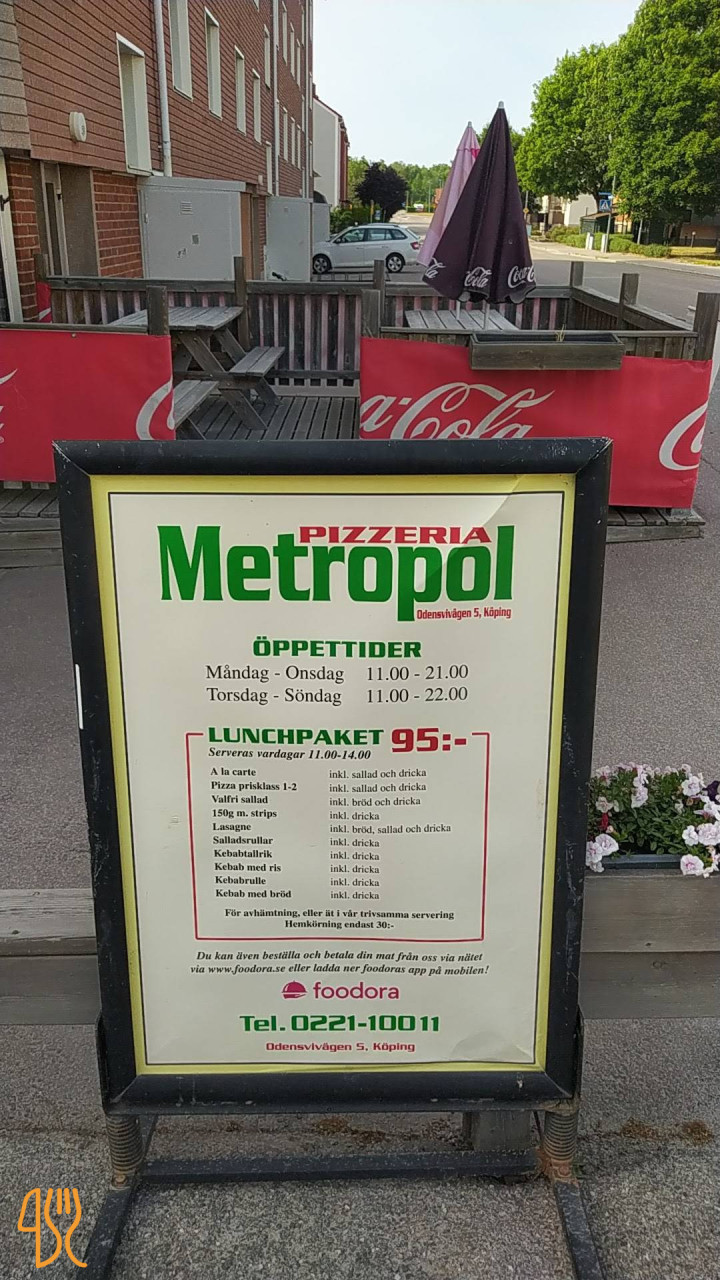 Coca-Cola
Coca-Cola
a-Cola
PIZZERIA
Metropol
Odensvivägen 5, Köping
ÖPPETTIDER
Måndag - Onsdag 11.00 - 21.00
Torsdag - Söndag 11.00 - 22.00
LUNCHPAKET 95:-
Serveras vardagar 11.00-14.00
A la carte inkl. sallad och dricka
Pizza prisklass 1-2 inkl. sallad och dricka
Valfri sallad inkl. bröd och dricka
150g m. strips inkl. dricka
Lasagne inkl. bröd, sallad och dricka
Salladsrullar inkl. dricka
Kebabtallrik inkl. dricka
Kebab med ris inkl. dricka
Kebabrulle inkl. dricka
Kebab med bröd inkl. dricka
För avhämtning, eller ät i vår trivsamma servering
Hemkörning endast 30:-
Du kan även beställa och betala din mat från oss via nätet
via www.foodora.se eller ladda ner foodoras app på mobilen!
foodora
Tel. 0221-10011
Odensvivägen 5, Köping